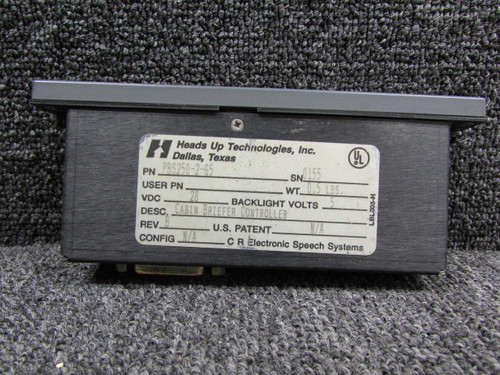 Heads Up Technologies, Inc.
Dallas, Texas
UL
PN PBS250-2-65 SN 0155
USER PN WT. 0.5 LBS.
VDC 28 BACKLIGHT VOLTS 5
DESC. CABIN BRIEFER CONTROLLER
REV. B U.S. PATENT N/A
CONFIG N/A C R Electronic Speech Systems
LBL005-H